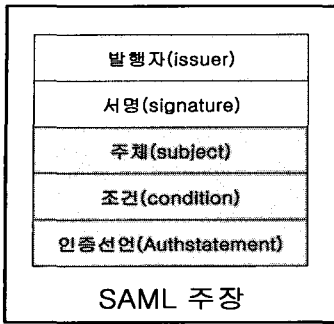 발행자(issuer)
서명(signature)
주체(subject)
조건(condition)
인증선언(Authstatement)
SAML 주장